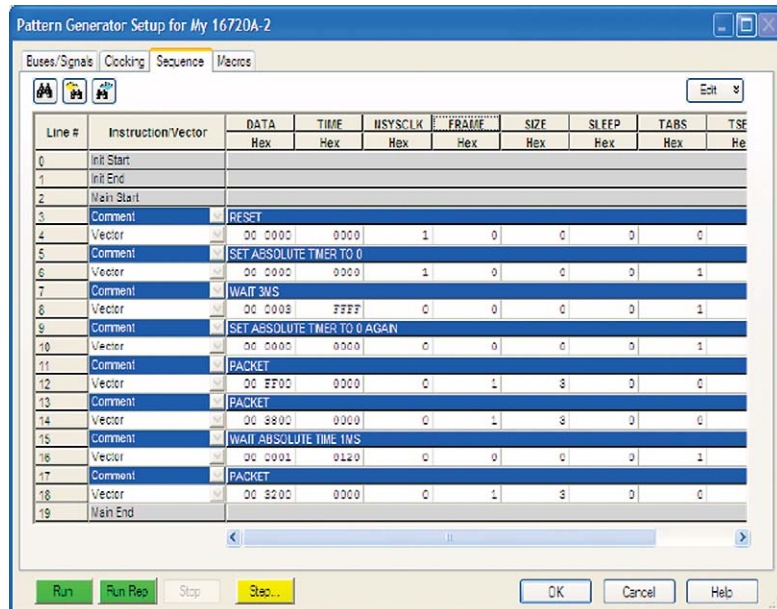 Pattern Generator Setup for My 16720A-2
Buses/Signals Clocking Sequence Macros
Edit
Line # Instruction/Vector DATA TIME NSYSCLK FRAME SIZE SLEEP TABS TSE
Hex Hex Hex Hex Hex Hex Hex He
0 Init Start
1 Init End
2 Main Start
3 Comment RESET
4 Vector 00 0000 0000 1 0 0 0 0
5 Comment SET ABSOLUTE TIMER TO 0
6 Vector 00 0000 0000 1 0 0 0 1
7 Comment WAIT 3MS
8 Vector 00 0003 FFFF 0 0 0 0 1
9 Comment SET ABSOLUTE TIMER TO 0 AGAIN
10 Vector 00 0000 0000 0 0 0 0 1
11 Comment PACKET
12 Vector 00 FF00 0000 0 1 3 0 0
13 Comment PACKET
14 Vector 00 3800 0000 0 1 3 0 0
15 Comment WAIT ABSOLUTE TIME 1MS
16 Vector 00 0001 0120 0 0 0 0 1
17 Comment PACKET
18 Vector 00 3200 0000 0 1 3 0 0
19 Main End
Run Run Rep Stop Step... OK Cancel Help